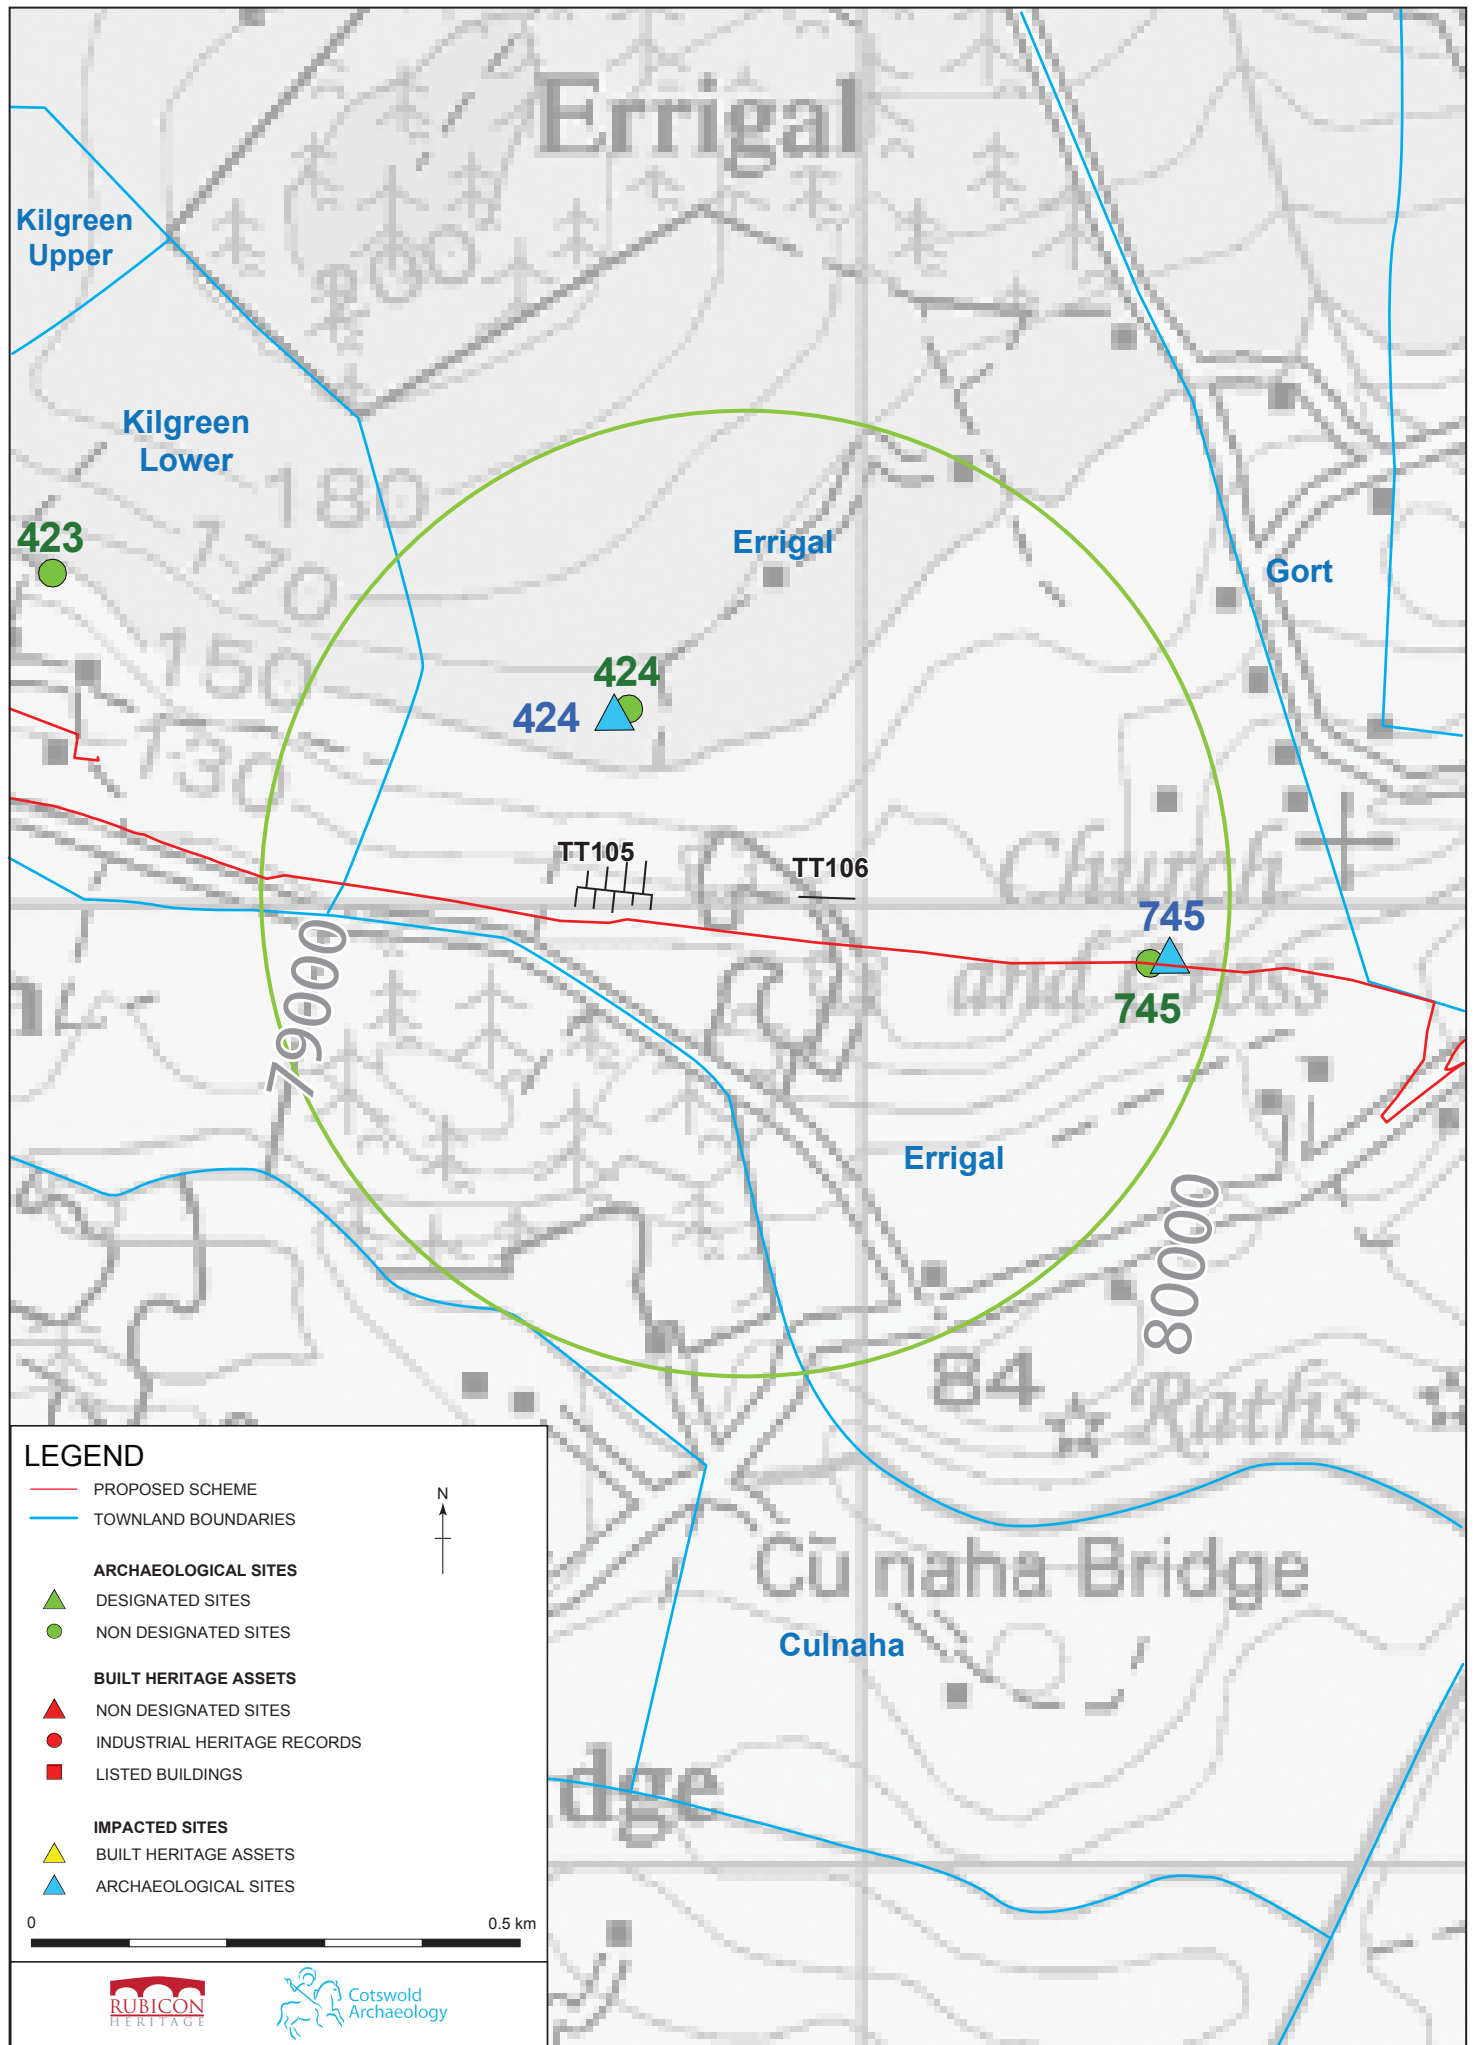 Errigal
Kilgreen
Upper
200
Kilgreen
Lower
180
423
170
Errigal
Gort
150
424
424
130
TT105
TT106
Church
745
and Cross
745
79000
Errigal
80000
84
Raths
LEGEND
PROPOSED SCHEME
N
TOWNLAND BOUNDARIES
ARCHAEOLOGICAL SITES
DESIGNATED SITES
NON DESIGNATED SITES
BUILT HERITAGE ASSETS
NON DESIGNATED SITES
INDUSTRIAL HERITAGE RECORDS
LISTED BUILDINGS
IMPACTED SITES
BUILT HERITAGE ASSETS
ARCHAEOLOGICAL SITES
0 0.5 km
RUBICON
HERITAGE
Cotswold
Archaeology
Culnaha Bridge
Culnaha
dge